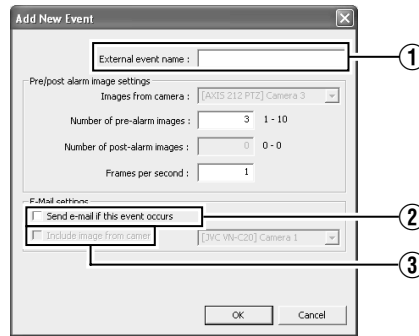 Add New Event
External event name :
1
Pre/post alarm image settings
Images from camera : [AXIS 212 PTZ] Camera 3
Number of pre-alarm images : 3 1 - 10
Number of post-alarm images : 0 0 - 0
Frames per second : 1
E-Mail settings
Send e-mail if this event occurs
2
Include image from camer [JVC VN-C20] Camera 1
3
OK Cancel